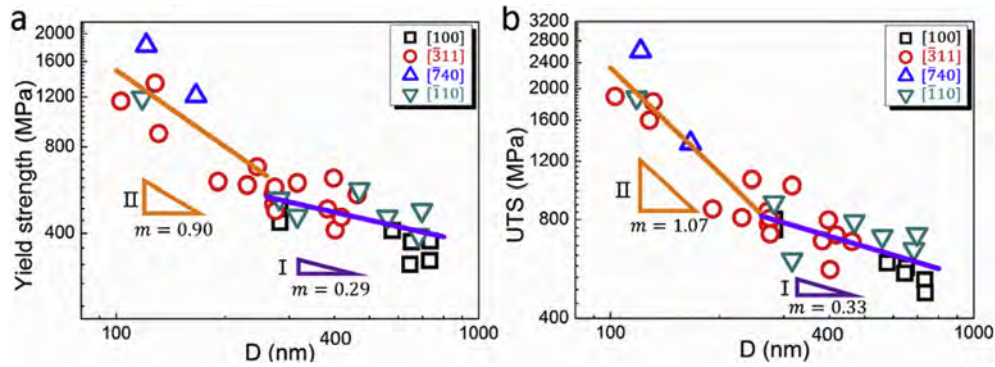 a
2000
1600
1200
800
400
Yield strength (MPa)
[100]
[3̄11]
[7̄40]
[1̄10]
II
m = 0.90
I
m = 0.29
100
400
1000
D (nm)
b
3200
2600
2000
1600
1200
800
400
UTS (MPa)
[100]
[3̄11]
[7̄40]
[1̄10]
II
m = 1.07
I
m = 0.33
100
400
1000
D (nm)